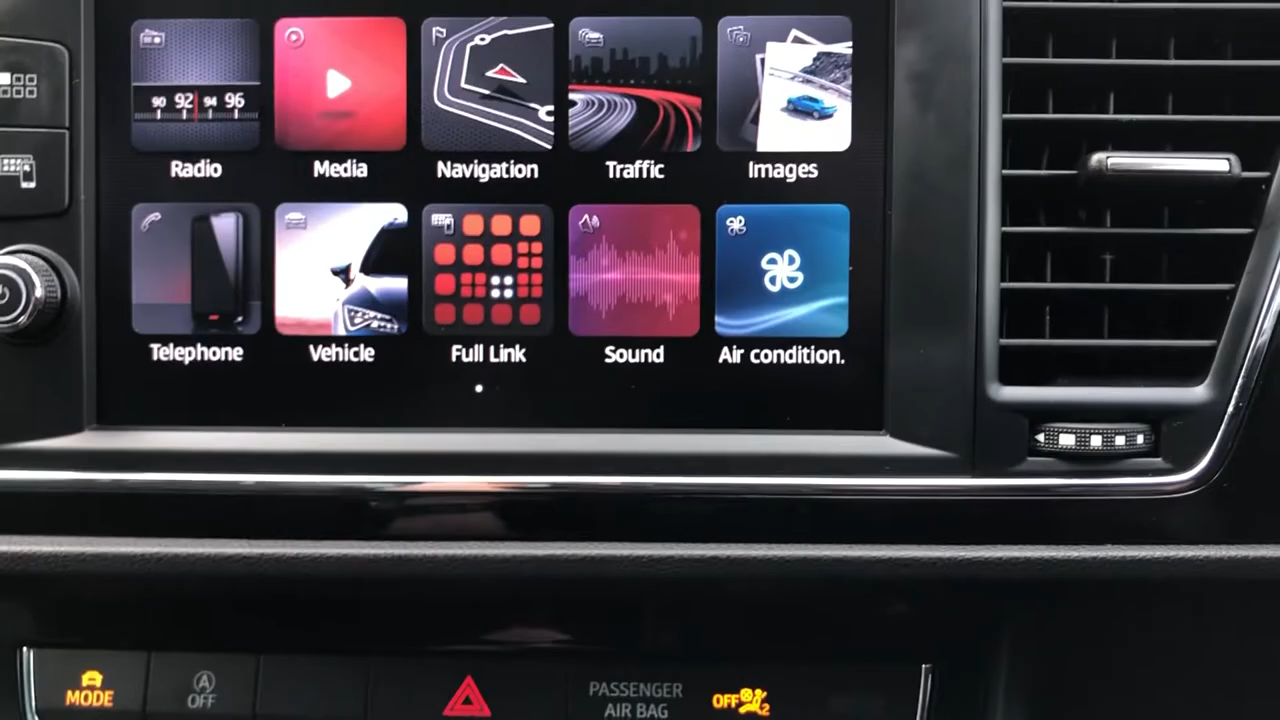 90 92 94 96
Radio Media Navigation Traffic Images
Telephone Vehicle Full Link Sound Air condition.
MODE
A
OFF
PASSENGER
AIR BAG
OFF
2